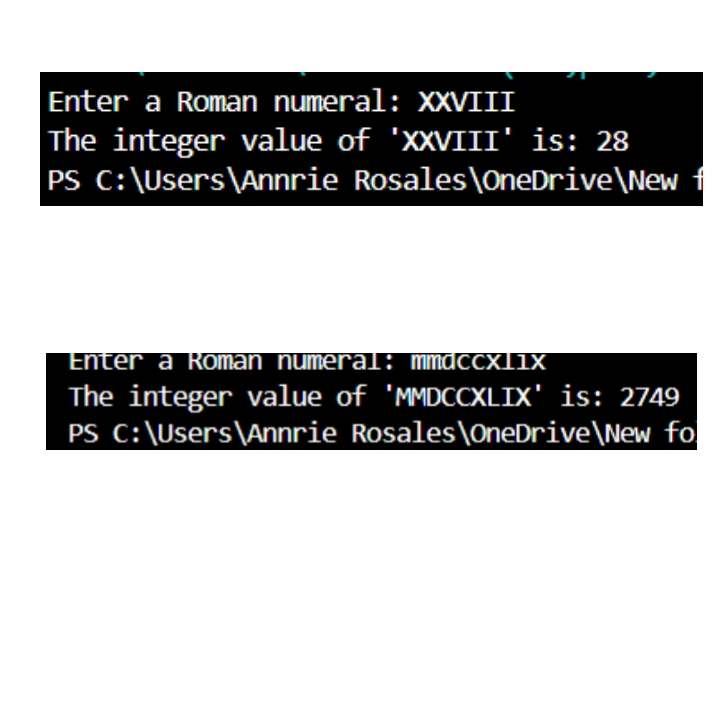 Enter a Roman numeral: XXVIII
The integer value of 'XXVIII' is: 28
PS C:\Users\Annrie Rosales\OneDrive\New f
Enter a Roman numeral: mmdccxlix
The integer value of 'MMDCCXLIX' is: 2749
PS C:\Users\Annrie Rosales\OneDrive\New fo